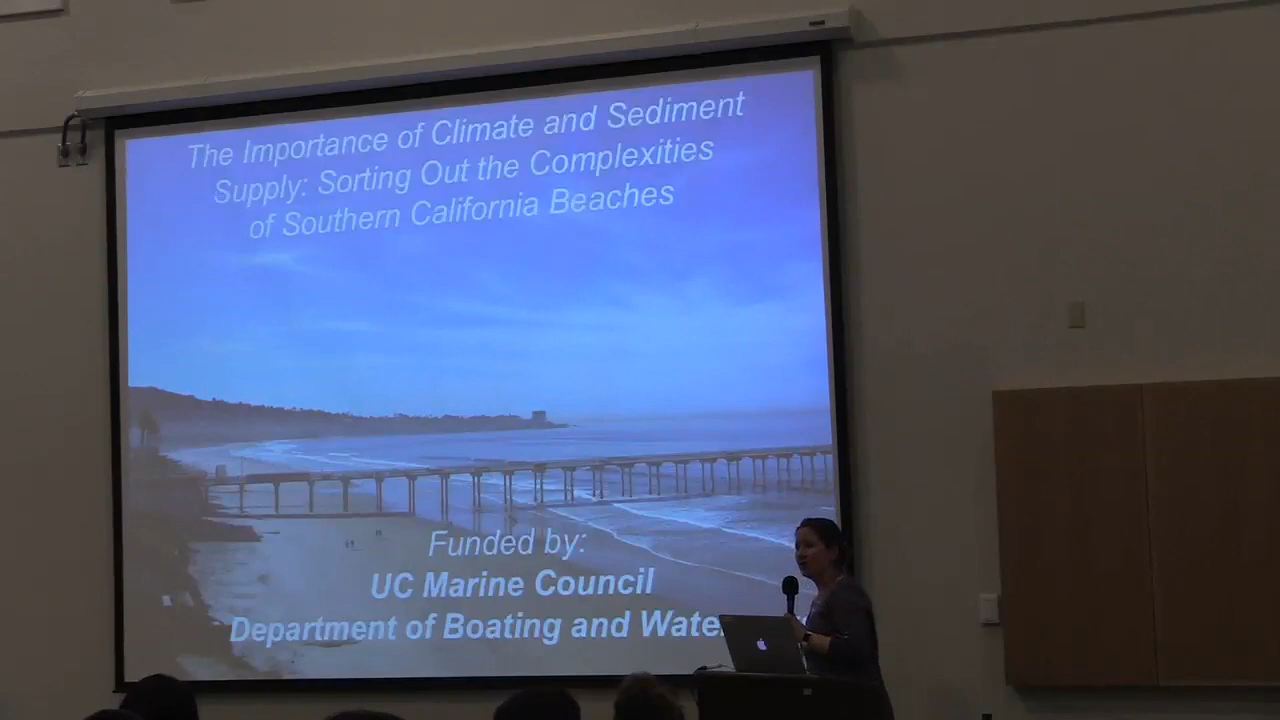 The Importance of Climate and Sediment
Supply: Sorting Out the Complexities
of Southern California Beaches
Funded by:
UC Marine Council
Department of Boating and